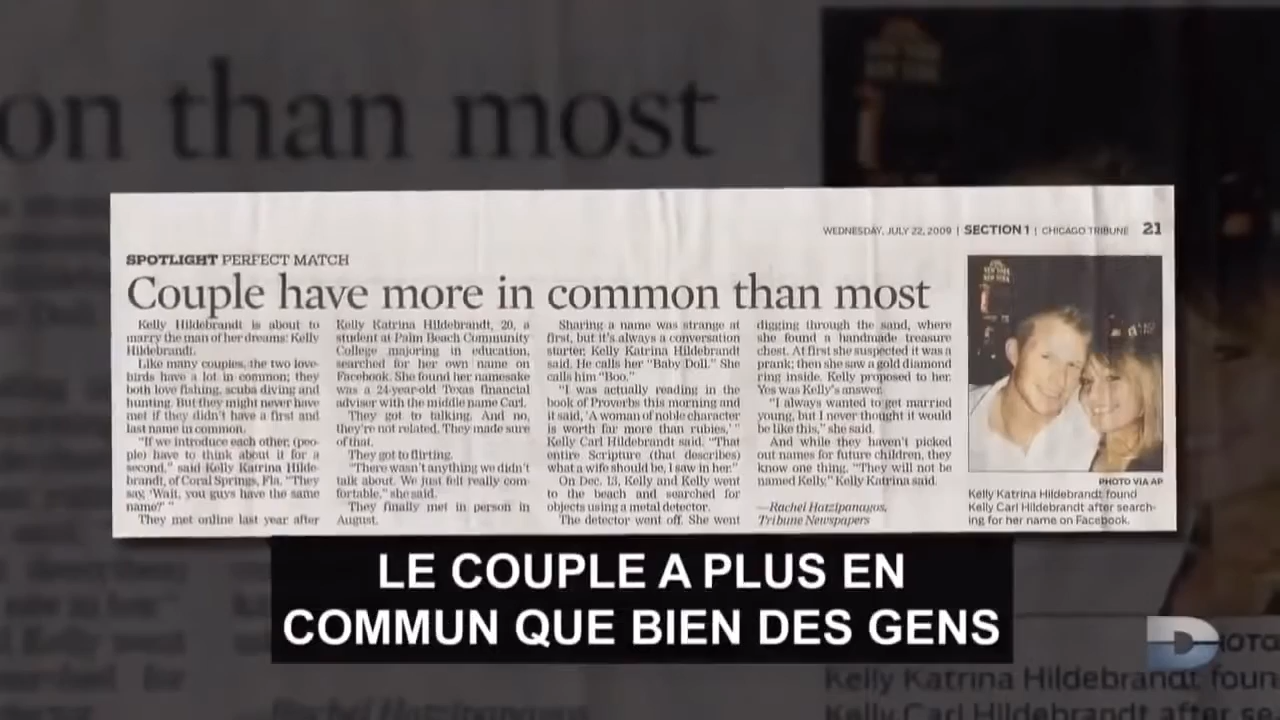 on than most
WEDNESDAY, JULY 22, 2009 | SECTION 1 | CHICAGO TRIBUNE 21
SPOTLIGHT PERFECT MATCH
Couple have more in common than most
Kelly Hildebrandt is about to
marry the man of her dreams: Kelly
Hildebrandt.
Like many couples, the two love-
birds have a lot in common; they
both love fishing, scuba diving and
hunting. But they might never have
met if they didn't have a first and
last name in common.
"If we introduce each other, (peo-
ple) have to think about it for a
second," said Kelly Katrina Hilde-
brandt, of Coral Springs, Fla. "They
say, 'Wait, you guys have the same
name?' "
They met online last year after
Kelly Katrina Hildebrandt, 20, a
student at Palm Beach Community
College majoring in education,
searched for her own name on
Facebook. She found her namesake
was a 24-year-old Texas financial
adviser with the middle name Carl.
They got to talking. And no,
they're not related. They made sure
of that.
They got to flirting.
"There wasn't anything we didn't
talk about. We just felt really com-
fortable," she said.
They finally met in person in
August.
Sharing a name was strange at
first, but it's always a conversation
starter, Kelly Katrina Hildebrandt
said. He calls her "Baby Doll." She
calls him "Boo."
"I was actually reading in the
book of Proverbs this morning and
it said, 'A woman of noble character
is worth far more than rubies,' "
Kelly Carl Hildebrandt said. "That
entire Scripture (that describes)
what a wife should be, I saw in her."
On Dec. 13, Kelly and Kelly went
to the beach and searched for
objects using a metal detector.
The detector went off. She went
digging through the sand, where
she found a handmade treasure
chest. At first she suspected it was a
prank; then she saw a gold diamond
ring inside. Kelly proposed to her.
Yes was Kelly's answer.
"I always wanted to get married
young, but I never thought it would
be like this," she said.
And while they haven't picked
out names for future children, they
know one thing. "They will not be
named Kelly," Kelly Katrina said.
—Rachel Hatzipanagos,
Tribune Newspapers
NEW YORK
NEW YORK
PHOTO VIA AP
Kelly Katrina Hildebrandt found
Kelly Carl Hildebrandt after search-
ing for her name on Facebook.
LE COUPLE A PLUS EN
COMMUN QUE BIEN DES GENS
D
Kelly Katrina Hildebrandt foun
Kelly Carl Hildebrandt after se
Rachel Hatzipanagos